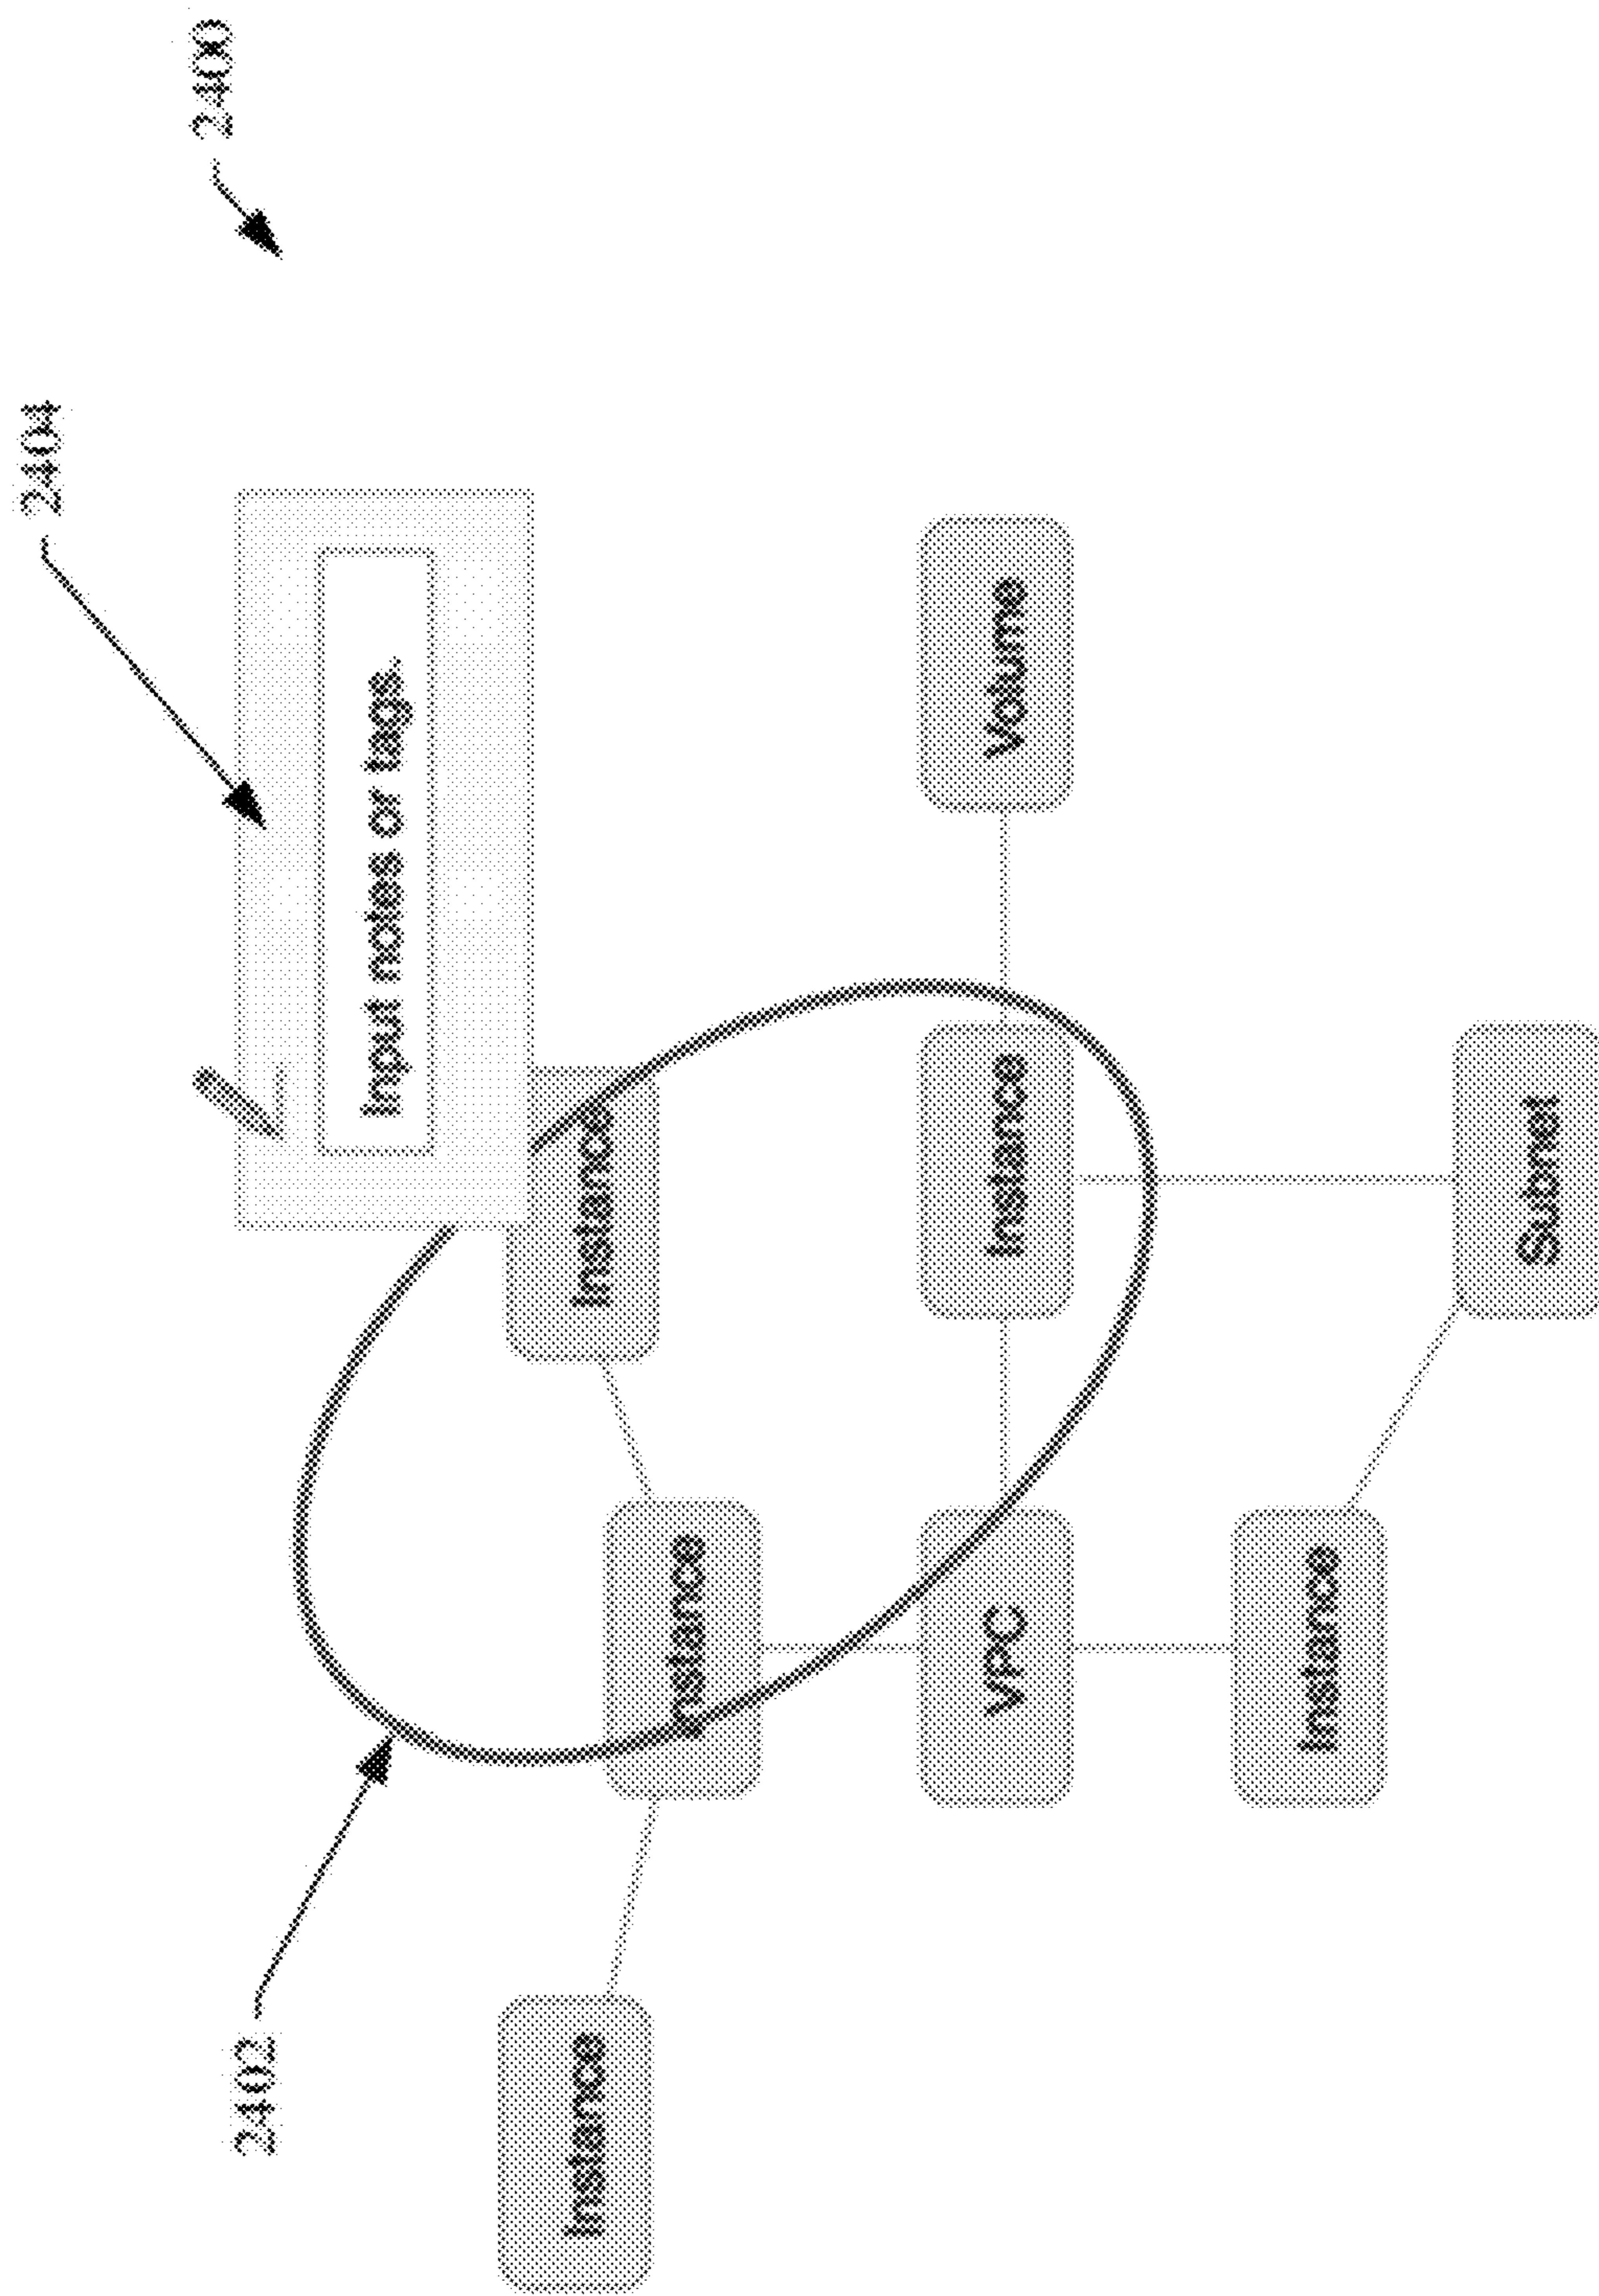 2404
2400
2402
Input notes or tags.
Instance
Instance
Instance
VPC
Instance
Volume
Instance
Subnet